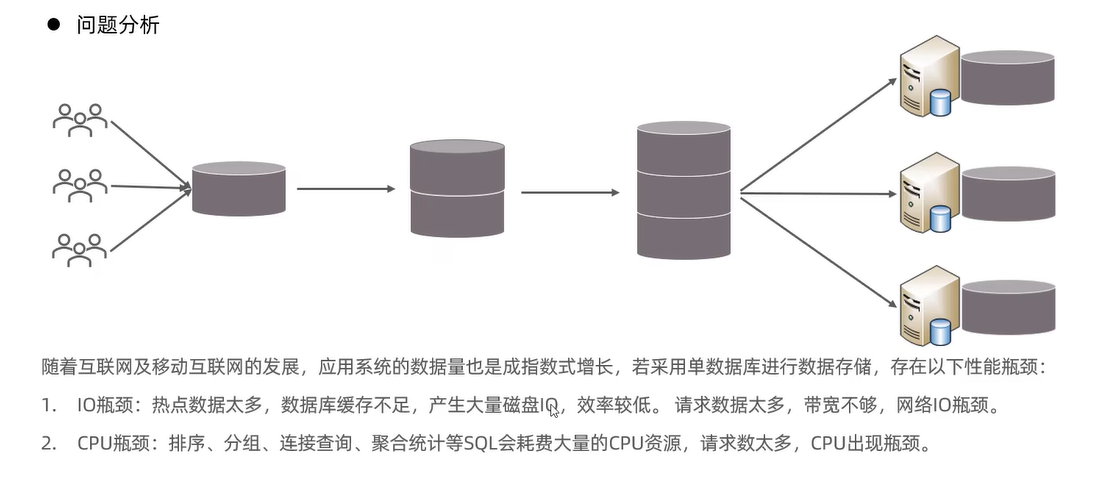 ● 问题分析
随着互联网及移动互联网的发展，应用系统的数据量也是成指数式增长，若采用单数据库进行数据存储，存在以下性能瓶颈：
1. IO瓶颈：热点数据太多，数据库缓存不足，产生大量磁盘IO，效率较低。 请求数据太多，带宽不够，网络IO瓶颈。
2. CPU瓶颈：排序、分组、连接查询、聚合统计等SQL会耗费大量的CPU资源，请求数太多，CPU出现瓶颈。